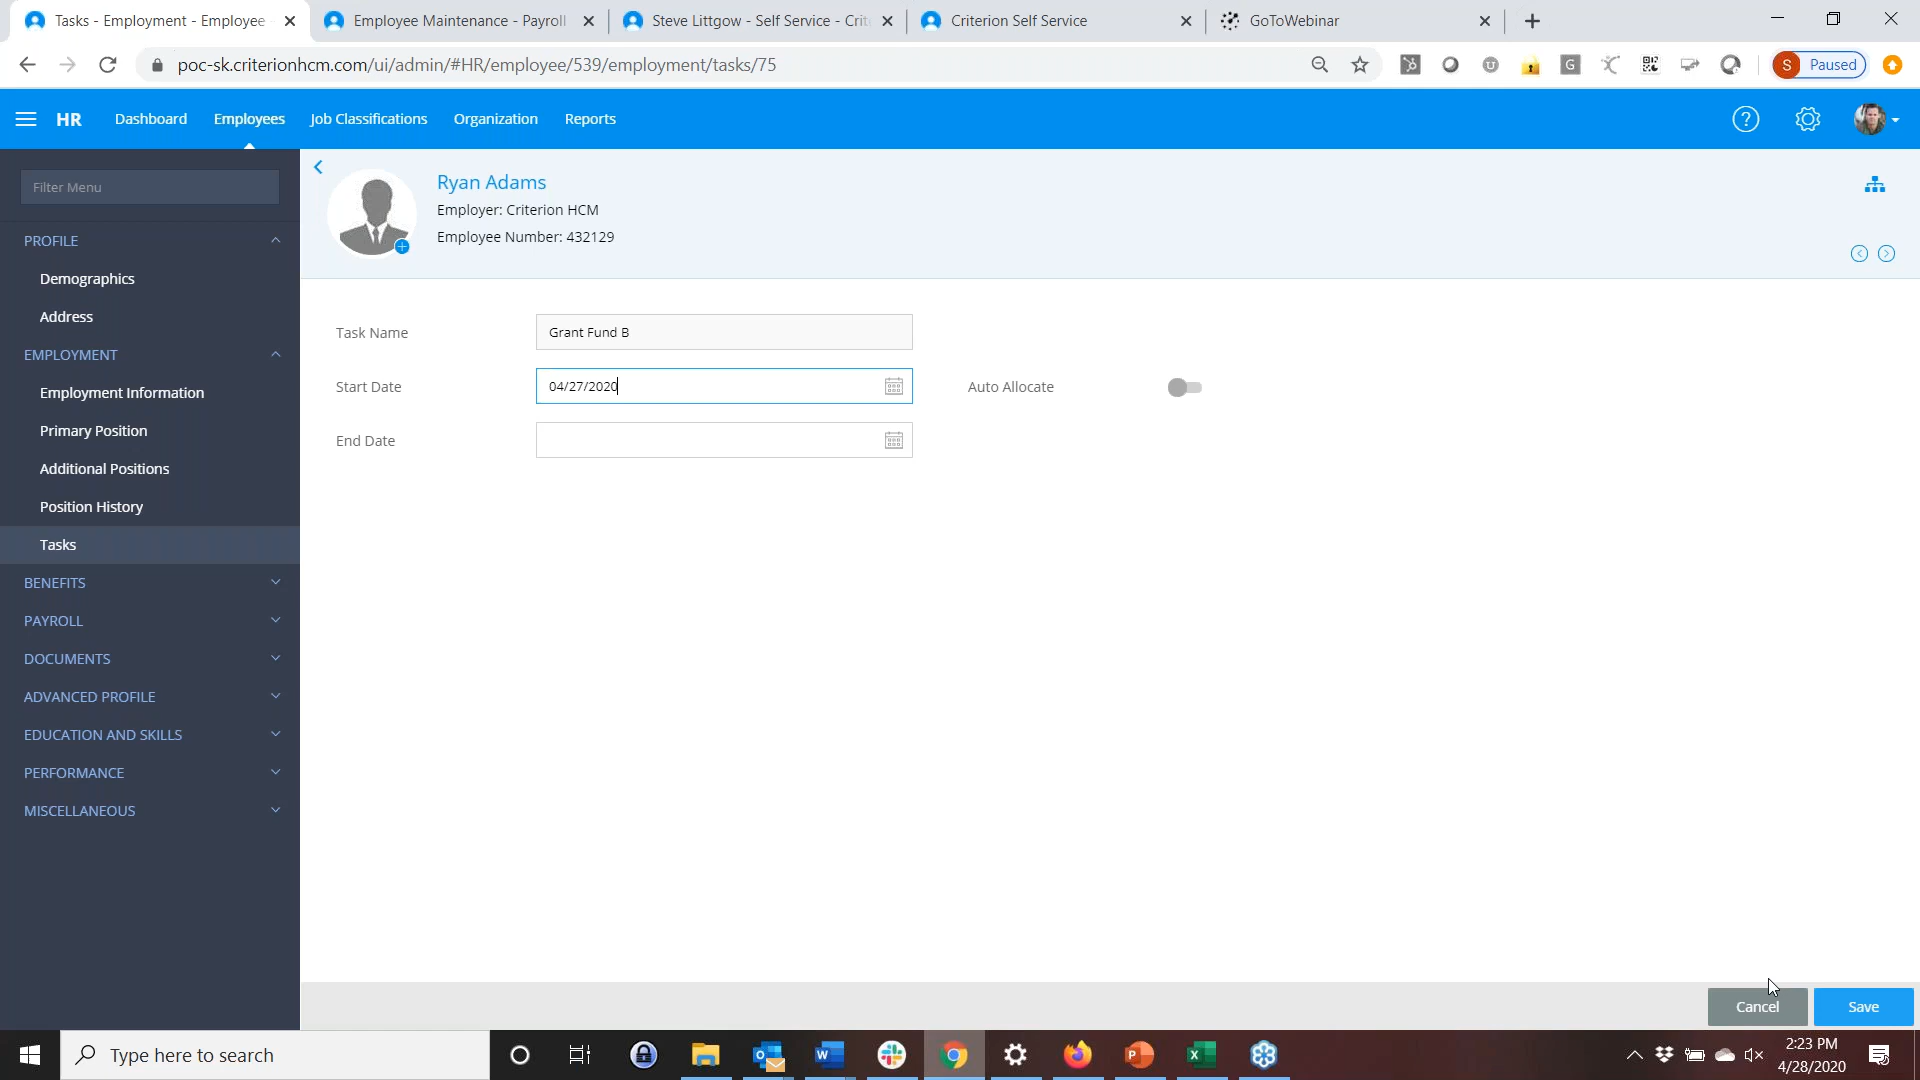 Tasks - Employment - Employee
Employee Maintenance - Payroll
Steve Littgow - Self Service - Crite
Criterion Self Service
GoToWebinar
poc-sk.criterionhcm.com/ui/admin/#HR/employee/539/employment/tasks/75
S Paused
HR Dashboard Employees Job Classifications Organization Reports
Filter Menu
PROFILE
Demographics
Address
EMPLOYMENT
Employment Information
Primary Position
Additional Positions
Position History
Tasks
BENEFITS
PAYROLL
DOCUMENTS
ADVANCED PROFILE
EDUCATION AND SKILLS
PERFORMANCE
MISCELLANEOUS
Ryan Adams
Employer: Criterion HCM
Employee Number: 432129
Task Name Grant Fund B
Start Date 04/27/2020 Auto Allocate
End Date
Cancel Save
Type here to search
2:23 PM
4/28/2020